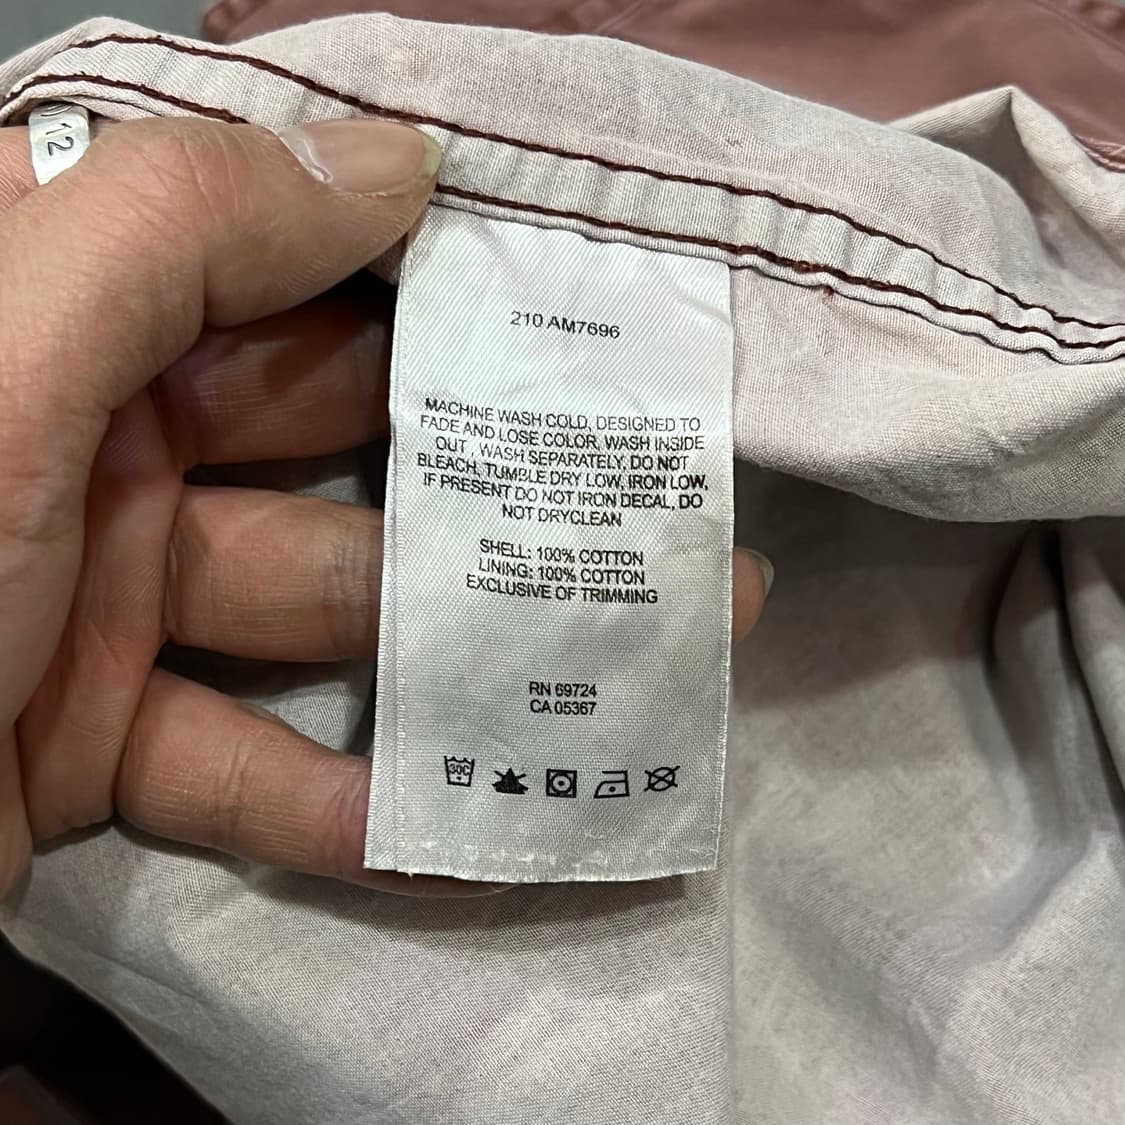 12
210 AM7696
MACHINE WASH COLD, DESIGNED TO
FADE AND LOSE COLOR, WASH INSIDE
OUT , WASH SEPARATELY, DO NOT
BLEACH, TUMBLE DRY LOW, IRON LOW,
IF PRESENT DO NOT IRON DECAL, DO
NOT DRYCLEAN
SHELL: 100% COTTON
LINING: 100% COTTON
EXCLUSIVE OF TRIMMING
RN 69724
CA 05367
30C